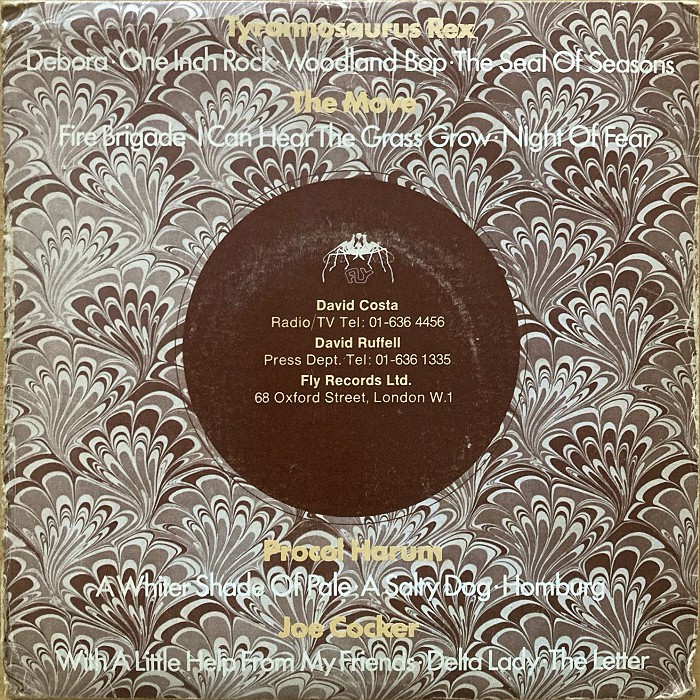 Tyrannosaurus Rex
Debora·One Inch Rock·Woodland Bop·The Seal Of Seasons
The Move
Fire Brigade·I Can Hear The Grass Grow·Night Of Fear
FLY
David Costa
Radio/TV Tel: 01-636 4456
David Ruffell
Press Dept. Tel: 01-636 1335
Fly Records Ltd.
68 Oxford Street, London W.1
Procol Harum
A Whiter Shade Of Pale·A Salty Dog·Homburg
Joe Cocker
With A Little Help From My Friends·Delta Lady·The Letter